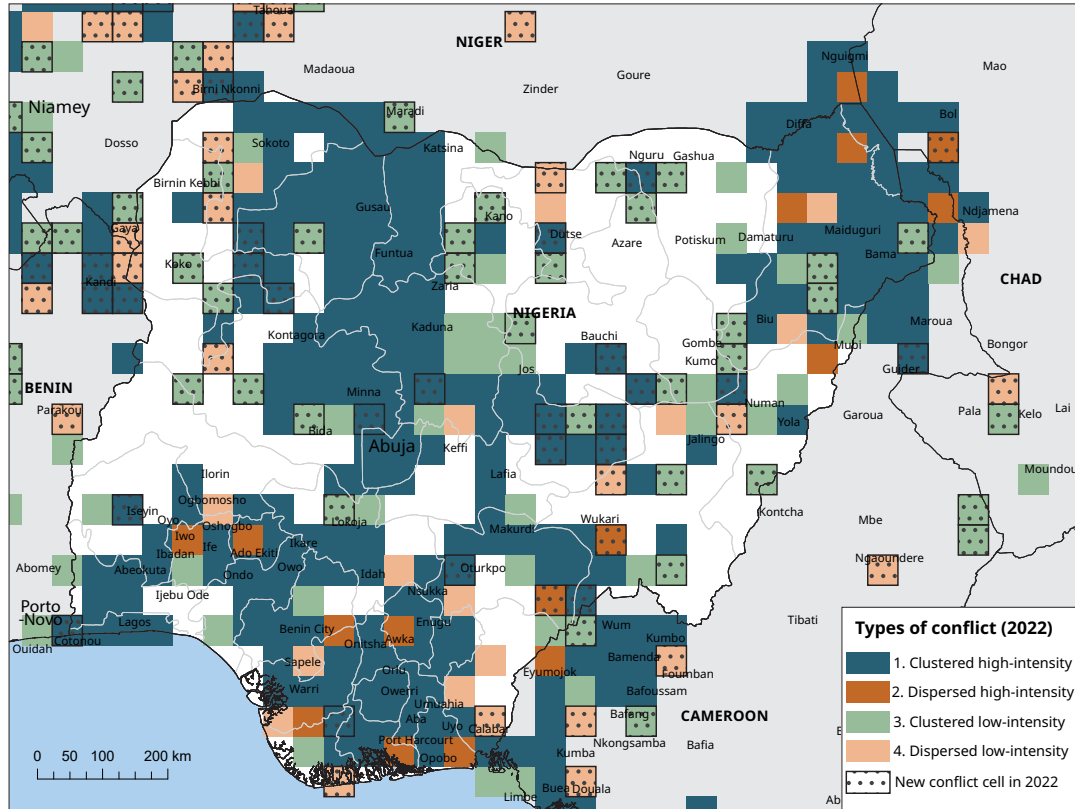 Tahoua
NIGER
Nguigmi
Madaoua
Mao
Goure
Birni Nkonni
Zinder
Niamey
Maradi
Bol
Diffa
Dosso
Sokoto
Katsina
Nguru
Gashua
Birnin Kebbi
Gusau
Kano
Ndjamena
Gaya
Dutse
Maiduguri
Damaturu
Azare
Potiskum
Funtua
Bama
Koko
Kandi
Zaria
CHAD
NIGERIA
Biu
Maroua
Kaduna
Kontagora
Bauchi
Gombe
Mubi
Bongor
Kumo
Jos
Guider
BENIN
Minna
Numan
Parakou
Pala
Kelo
Lai
Garoua
Yola
Bida
Jalingo
Abuja
Keffi
Moundou
Ilorin
Lafia
Ogbomosho
Iseyin
Oyo
Lokoja
Kontcha
Wukari
Mbe
Oshogbo
Makurdi
Iwo
Ife
Ikare
Ibadan
Ado Ekiti
Ngaoundere
Abomey
Abeokuta
Ondo
Owo
Idah
Oturkpo
Ijebu Ode
Nsukka
Porto
-Novo
Tibati
Lagos
Enugu
Wum
Benin City
Awka
Kumbo
Cotonou
Onitsha
Ouidah
Sapele
Orlu
Eyumojok
Bamenda
Foumban
Warri
Owerri
Bafoussam
Umuahia
Aba
Uyo
Calabar
Bafang
CAMEROON
Port Harcourt
Nkongsamba
Bafia
Opobo
Kumba
Limbe
Buea
Douala
E
Ab
0 50 100 200 km
Types of conflict (2022)
1. Clustered high-intensity
2. Dispersed high-intensity
3. Clustered low-intensity
4. Dispersed low-intensity
New conflict cell in 2022